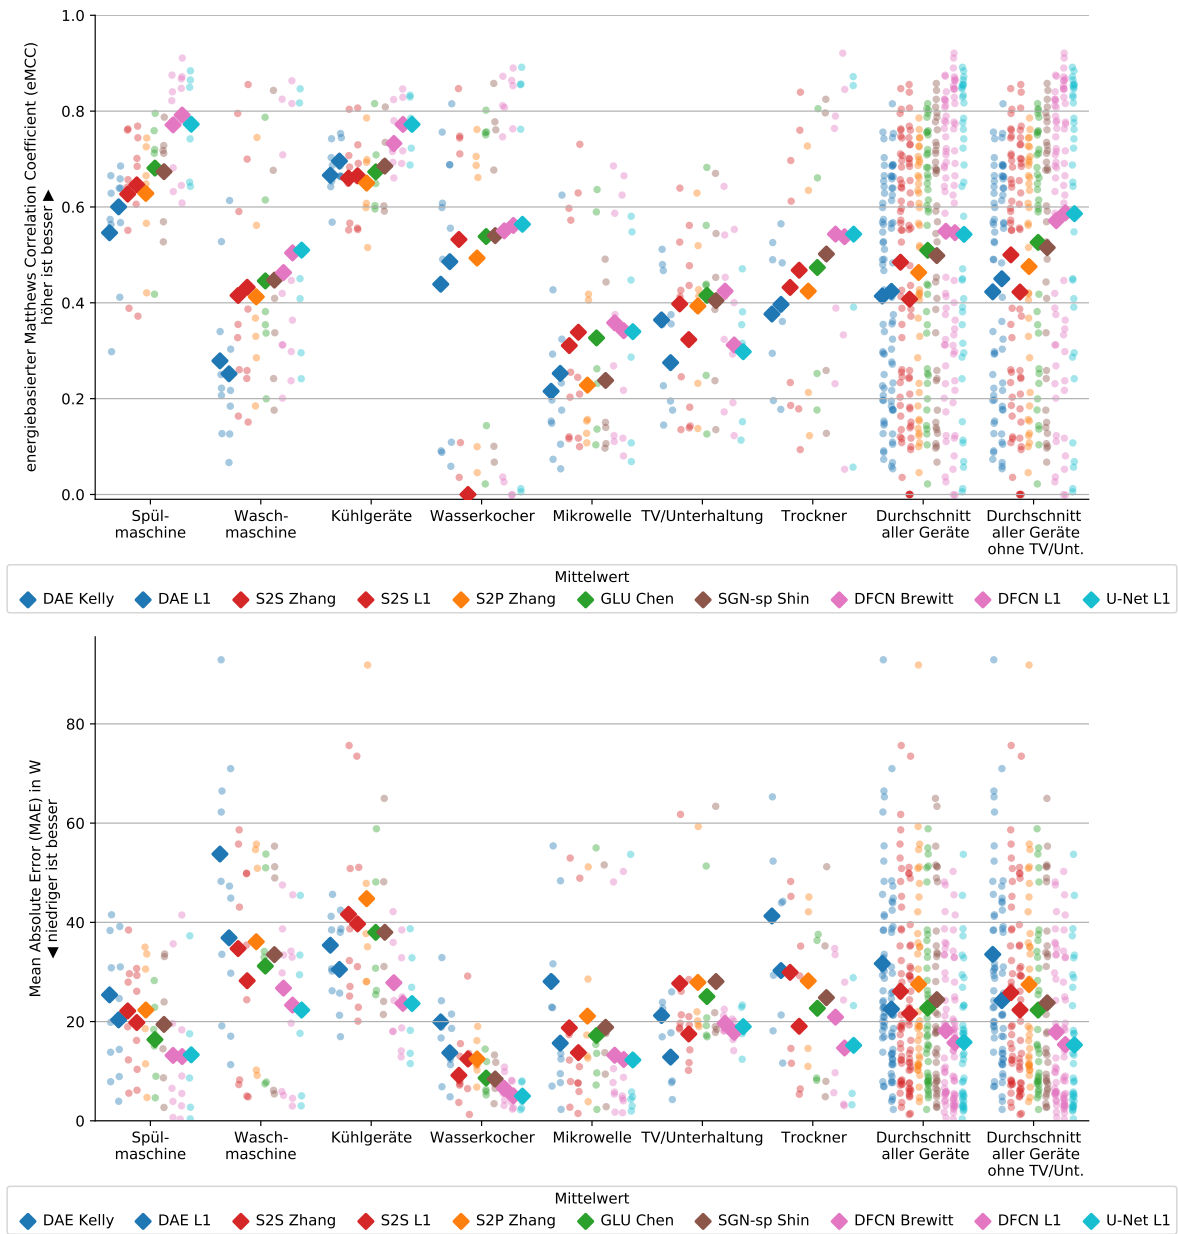 energiebasierter Matthews Correlation Coefficient (eMCC)
höher ist besser ▶
1.0
0.8
0.6
0.4
0.2
0.0
Spül-
maschine
Wasch-
maschine
Kühlgeräte
Wasserkocher
Mikrowelle
TV/Unterhaltung
Trockner
Durchschnitt
aller Geräte
Durchschnitt
aller Geräte
ohne TV/Unt.
Mittelwert
DAE Kelly
DAE L1
S2S Zhang
S2S L1
S2P Zhang
GLU Chen
SGN-sp Shin
DFCN Brewitt
DFCN L1
U-Net L1
Mean Absolute Error (MAE) in W
◀ niedriger ist besser
80
60
40
20
0
Spül-
maschine
Wasch-
maschine
Kühlgeräte
Wasserkocher
Mikrowelle
TV/Unterhaltung
Trockner
Durchschnitt
aller Geräte
Durchschnitt
aller Geräte
ohne TV/Unt.
Mittelwert
DAE Kelly
DAE L1
S2S Zhang
S2S L1
S2P Zhang
GLU Chen
SGN-sp Shin
DFCN Brewitt
DFCN L1
U-Net L1